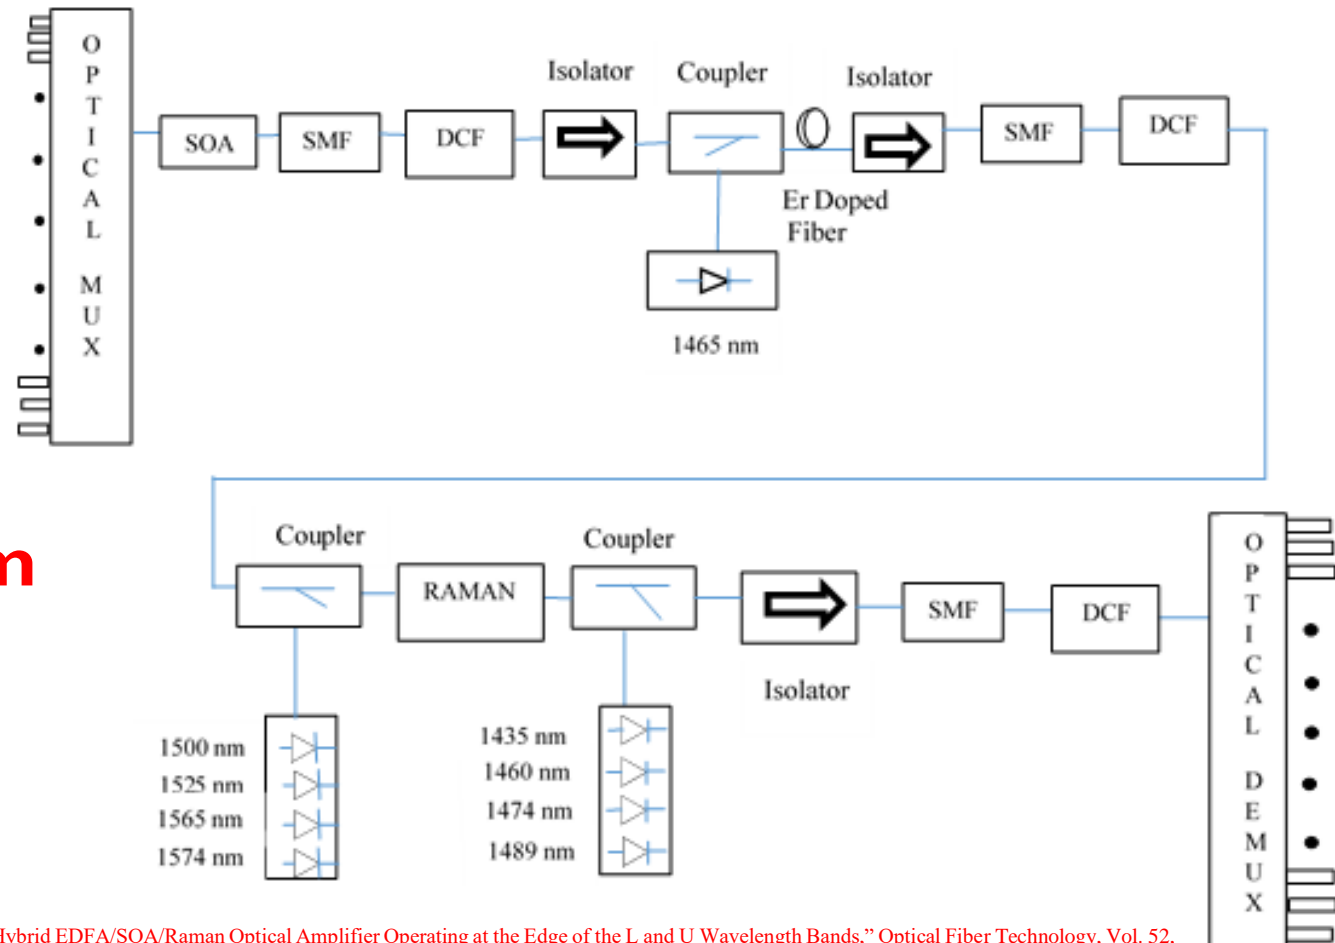 OPTICAL MUX
SOA
SMF
DCF
Isolator
Coupler
Isolator
SMF
DCF
Er Doped
Fiber
1465 nm
m
Coupler
RAMAN
Coupler
Isolator
SMF
DCF
OPTICAL DEMUX
1500 nm
1525 nm
1565 nm
1574 nm
1435 nm
1460 nm
1474 nm
1489 nm
Hybrid EDFA/SOA/Raman Optical Amplifier Operating at the Edge of the L and U Wavelength Bands,” Optical Fiber Technology, Vol. 52,